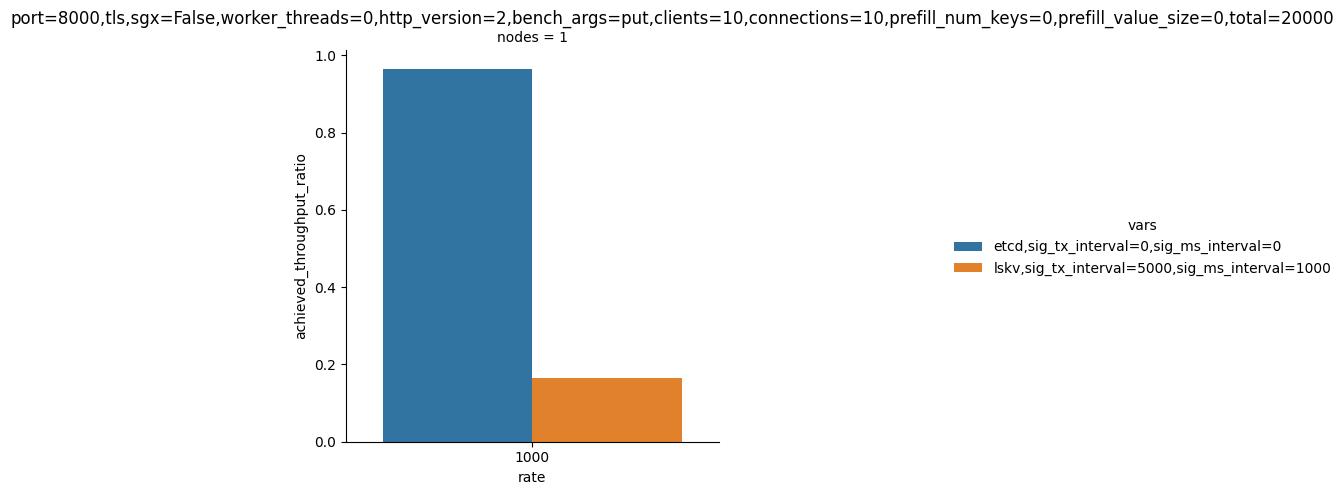 port=8000,tls,sgx=False,worker_threads=0,http_version=2,bench_args=put,clients=10,connections=10,prefill_num_keys=0,prefill_value_size=0,total=20000
nodes = 1
1.0
0.8
0.6
0.4
0.2
0.0
achieved_throughput_ratio
1000
rate
vars
etcd,sig_tx_interval=0,sig_ms_interval=0
lskv,sig_tx_interval=5000,sig_ms_interval=1000